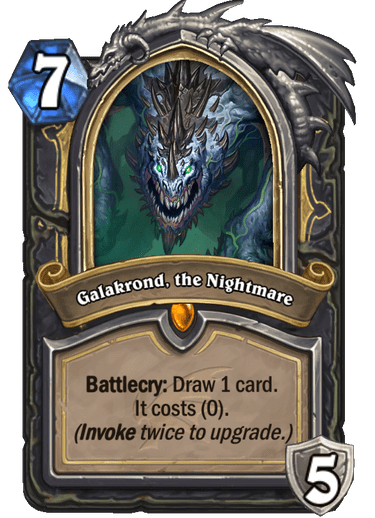 7
Galakrond, the Nightmare
Battlecry: Draw 1 card.
It costs (0).
(Invoke twice to upgrade.)
5